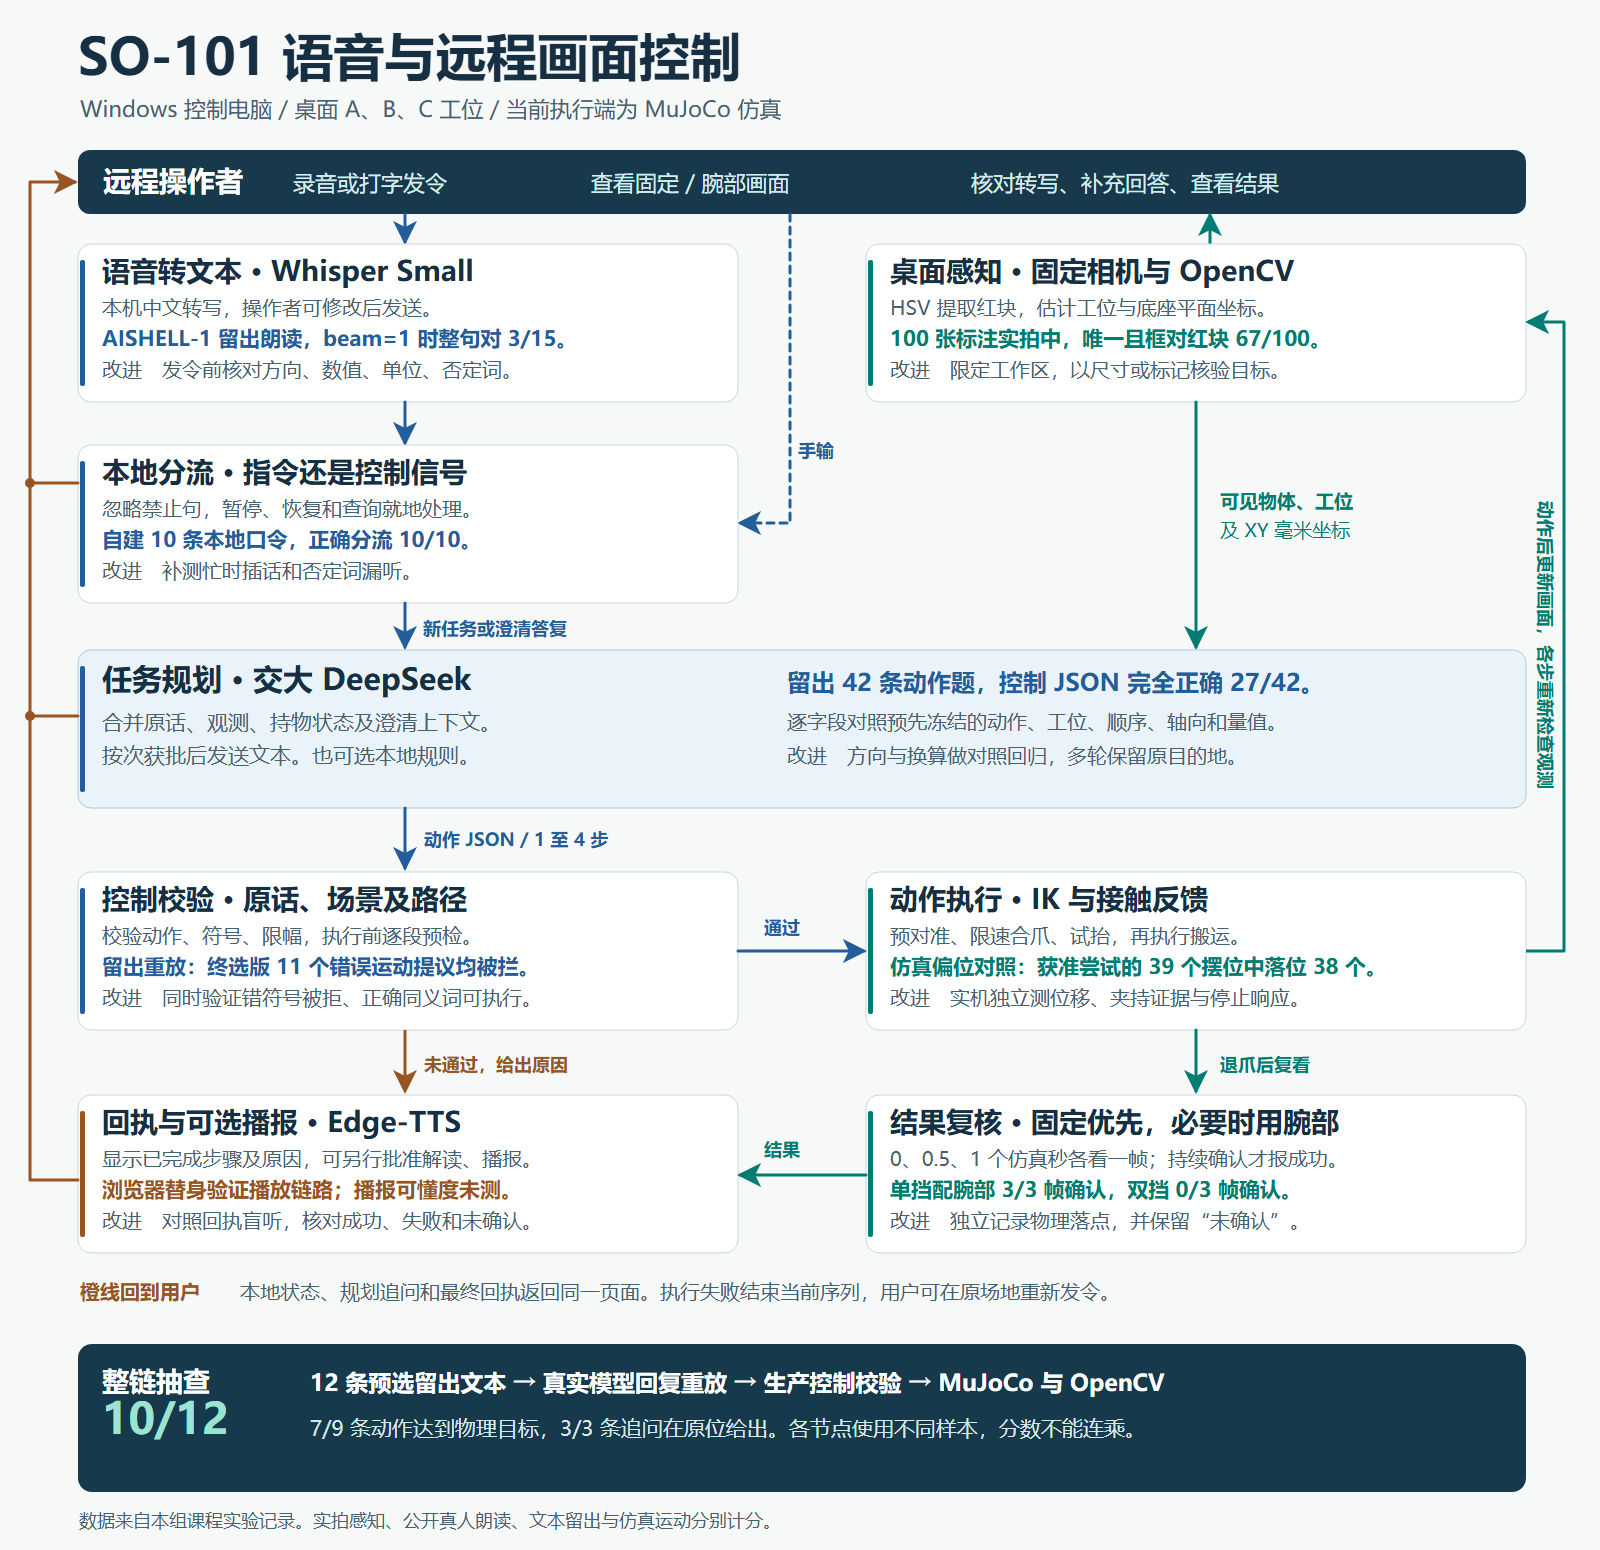 SO-101 语音与远程画面控制
Windows 控制电脑 / 桌面 A、B、C 工位 / 当前执行端为 MuJoCo 仿真
远程操作者 录音或打字发令 查看固定 / 腕部画面 核对转写、补充回答、查看结果
语音转文本 • Whisper Small
本机中文转写，操作者可修改后发送。
AISHELL-1 留出朗读，beam=1 时整句对 3/15。
改进 发令前核对方向、数值、单位、否定词。
桌面感知 • 固定相机与 OpenCV
HSV 提取红块，估计工位与底座平面坐标。
100 张标注实拍中，唯一且框对红块 67/100。
改进 限定工作区，以尺寸或标记核验目标。
手输
本地分流 • 指令还是控制信号
忽略禁止句，暂停、恢复和查询就地处理。
自建 10 条本地口令，正确分流 10/10。
改进 补测忙时插话和否定词漏听。
可见物体、工位
及 XY 毫米坐标
动作后更新画面，各步重新检查观测
新任务或澄清答复
任务规划 • 交大 DeepSeek
合并原话、观测、持物状态及澄清上下文。
按次获批后发送文本。也可选本地规则。
留出 42 条动作题，控制 JSON 完全正确 27/42。
逐字段对照预先冻结的动作、工位、顺序、轴向和量值。
改进 方向与换算做对照回归，多轮保留原目的地。
动作 JSON / 1 至 4 步
控制校验 • 原话、场景及路径
校验动作、符号、限幅，执行前逐段预检。
留出重放：终选版 11 个错误运动提议均被拦。
改进 同时验证错符号被拒、正确同义词可执行。
通过
动作执行 • IK 与接触反馈
预对准、限速合爪、试抬，再执行搬运。
仿真偏位对照：获准尝试的 39 个摆位中落位 38 个。
改进 实机独立测位移、夹持证据与停止响应。
未通过，给出原因
退爪后复看
回执与可选播报 • Edge-TTS
显示已完成步骤及原因，可另行批准解读、播报。
浏览器替身验证播放链路；播报可懂度未测。
改进 对照回执盲听，核对成功、失败和未确认。
结果
结果复核 • 固定优先，必要时用腕部
0、0.5、1 个仿真秒各看一帧；持续确认才报成功。
单挡配腕部 3/3 帧确认，双挡 0/3 帧确认。
改进 独立记录物理落点，并保留“未确认”。
橙线回到用户 本地状态、规划追问和最终回执返回同一页面。执行失败结束当前序列，用户可在原场地重新发令。
整链抽查
10/12
12 条预选留出文本 → 真实模型回复重放 → 生产控制校验 → MuJoCo 与 OpenCV
7/9 条动作达到物理目标，3/3 条追问在原位给出。各节点使用不同样本，分数不能连乘。
数据来自本组课程实验记录。实拍感知、公开真人朗读、文本留出与仿真运动分别计分。